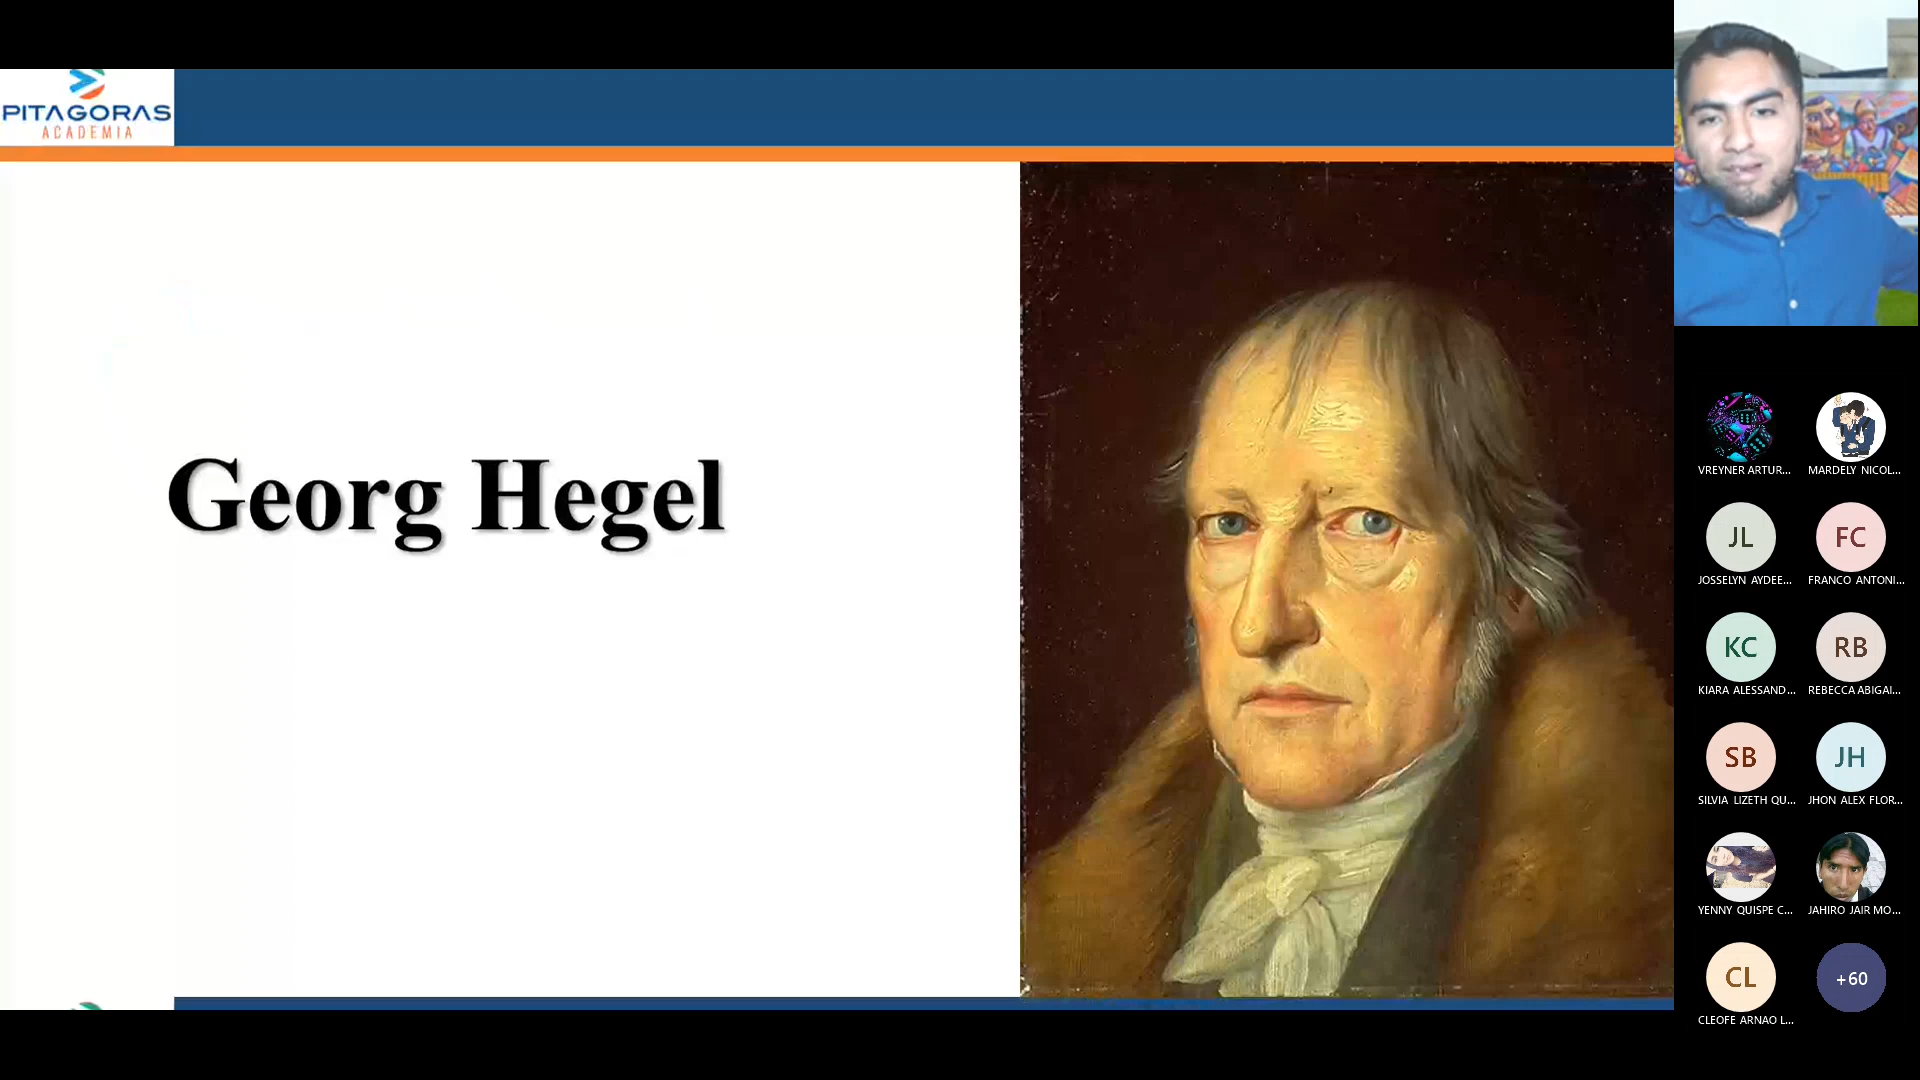 PITAGORAS
ACADEMIA
Georg Hegel
VREYNER ARTUR...
MARDELY NICOL...
JL
FC
JOSSELYN AYDEE...
FRANCO ANTONI...
KC
RB
KIARA ALESSAND...
REBECCA ABIGAI...
SB
JH
SILVIA LIZETH QU...
JHON ALEX FLOR...
YENNY QUISPE C...
JAHIRO JAIR MO...
CL
+60
CLEOFE ARNAO L...